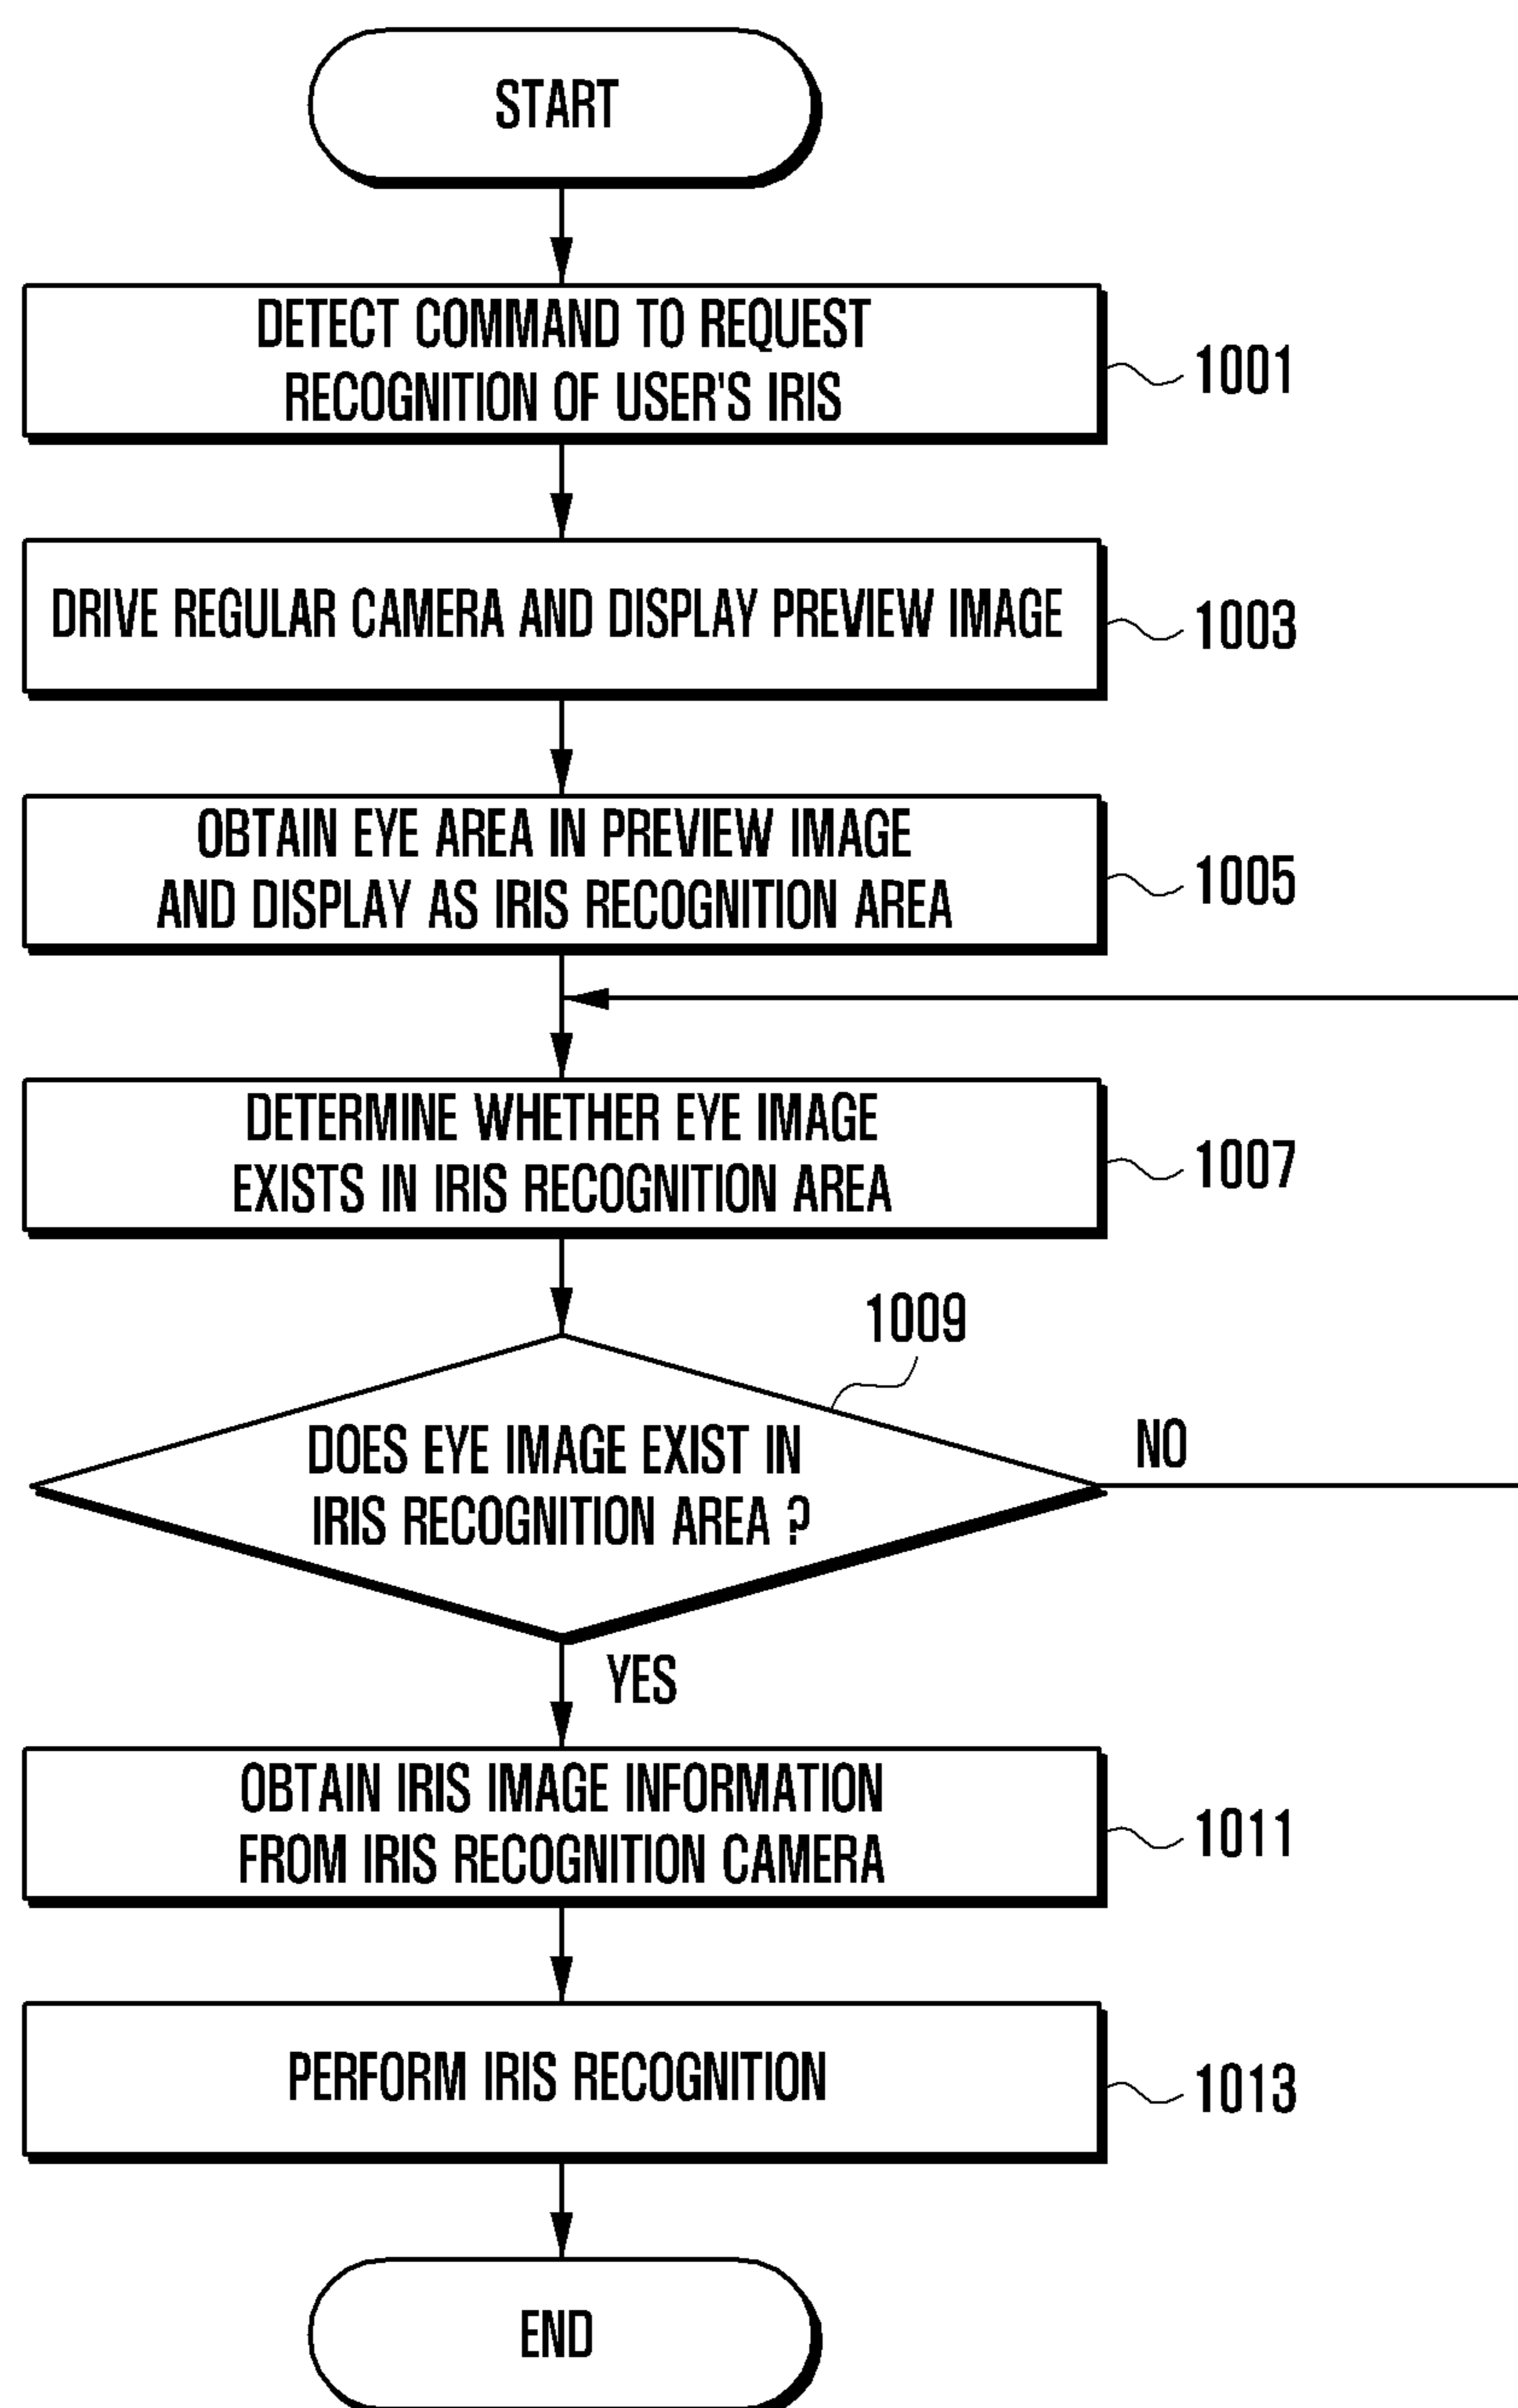 START
DETECT COMMAND TO REQUEST
RECOGNITION OF USER'S IRIS
1001
DRIVE REGULAR CAMERA AND DISPLAY PREVIEW IMAGE
1003
OBTAIN EYE AREA IN PREVIEW IMAGE
AND DISPLAY AS IRIS RECOGNITION AREA
1005
DETERMINE WHETHER EYE IMAGE
EXISTS IN IRIS RECOGNITION AREA
1007
1009
DOES EYE IMAGE EXIST IN
IRIS RECOGNITION AREA ?
NO
YES
OBTAIN IRIS IMAGE INFORMATION
FROM IRIS RECOGNITION CAMERA
1011
PERFORM IRIS RECOGNITION
1013
END